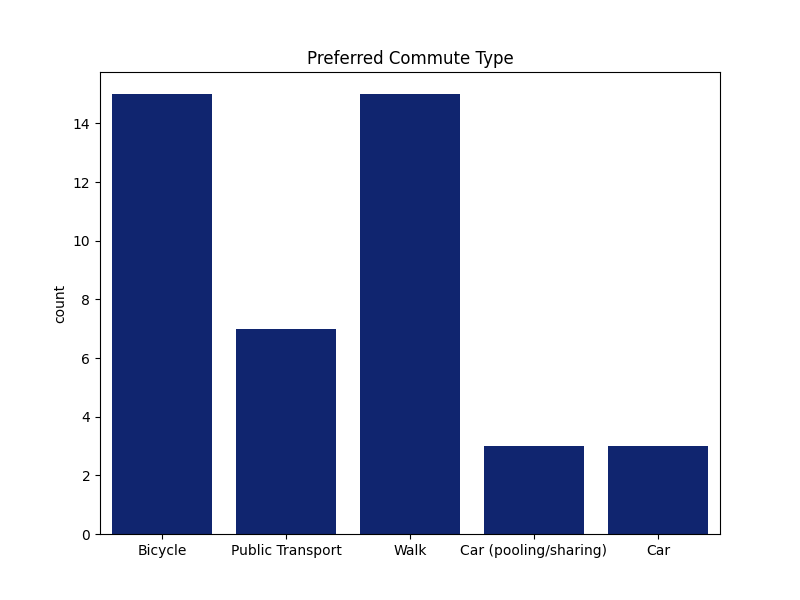 Preferred Commute Type
14
12
10
8
6
4
2
0
count
Bicycle
Public Transport
Walk
Car (pooling/sharing)
Car